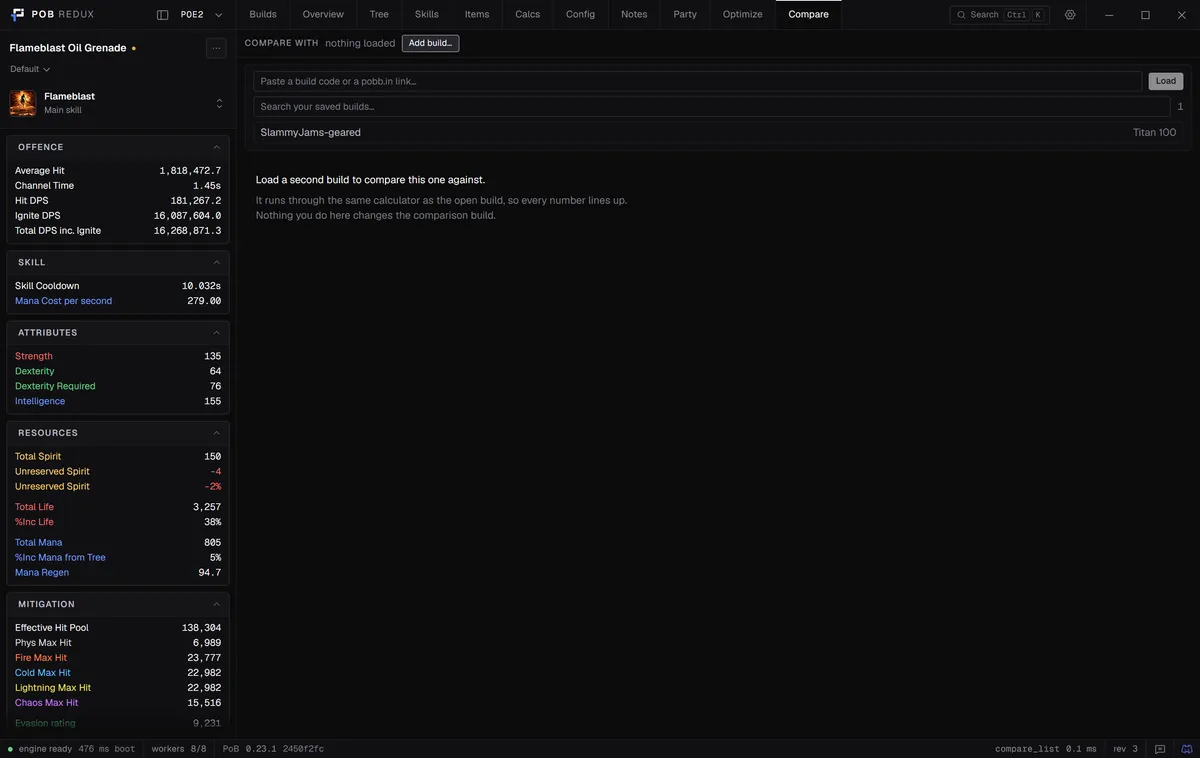 POB REDUX POE2 Builds Overview Tree Skills Items Calcs Config Notes Party Optimize Compare Search Ctrl K
Flameblast Oil Grenade ...
Default
Flameblast
Main skill
OFFENCE
Average Hit 1,818,472.7
Channel Time 1.45s
Hit DPS 181,267.2
Ignite DPS 16,087,604.0
Total DPS inc. Ignite 16,268,871.3
SKILL
Skill Cooldown 10.032s
Mana Cost per second 279.00
ATTRIBUTES
Strength 135
Dexterity 64
Dexterity Required 76
Intelligence 155
RESOURCES
Total Spirit 150
Unreserved Spirit -4
Unreserved Spirit -2%
Total Life 3,257
%Inc Life 38%
Total Mana 805
%Inc Mana from Tree 5%
Mana Regen 94.7
MITIGATION
Effective Hit Pool 138,304
Phys Max Hit 6,989
Fire Max Hit 23,777
Cold Max Hit 22,982
Lightning Max Hit 22,982
Chaos Max Hit 15,516
Evasion rating 9,231
COMPARE WITH nothing loaded Add build...
Paste a build code or a pobb.in link... Load
Search your saved builds... 1
SlammyJams-geared Titan 100
Load a second build to compare this one against.
It runs through the same calculator as the open build, so every number lines up.
Nothing you do here changes the comparison build.
engine ready 476 ms boot workers 8/8 PoB 0.23.1 2450f2fc compare_list 0.1 ms rev 3